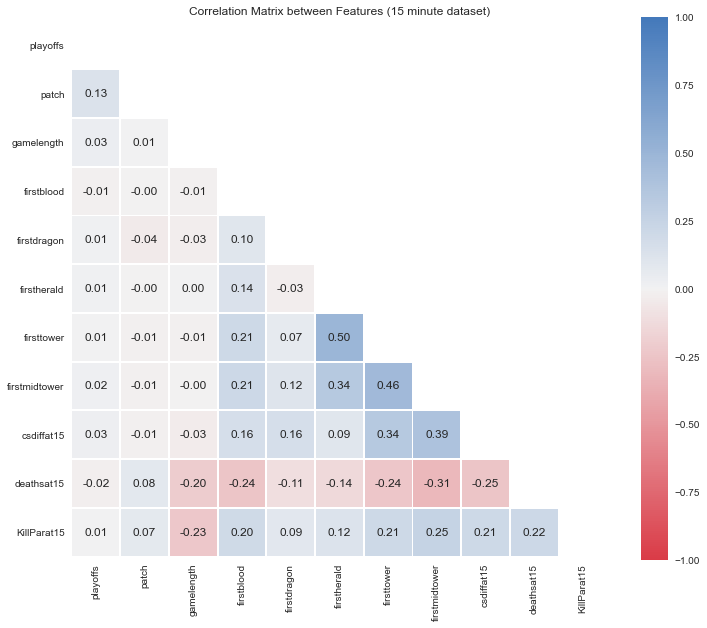 Correlation Matrix between Features (15 minute dataset)
playoffs
patch 0.13
gamelength 0.03 0.01
firstblood -0.01 -0.00 -0.01
firstdragon 0.01 -0.04 -0.03 0.10
firstherald 0.01 -0.00 0.00 0.14 -0.03
firsttower 0.01 -0.01 -0.01 0.21 0.07 0.50
firstmidtower 0.02 -0.01 -0.00 0.21 0.12 0.34 0.46
csdiffat15 0.03 -0.01 -0.03 0.16 0.16 0.09 0.34 0.39
deathsat15 -0.02 0.08 -0.20 -0.24 -0.11 -0.14 -0.24 -0.31 -0.25
KillParat15 0.01 0.07 -0.23 0.20 0.09 0.12 0.21 0.25 0.21 0.22
playoffs
patch
gamelength
firstblood
firstdragon
firstherald
firsttower
firstmidtower
csdiffat15
deathsat15
KillParat15
1.00
0.75
0.50
0.25
0.00
−0.25
−0.50
−0.75
−1.00